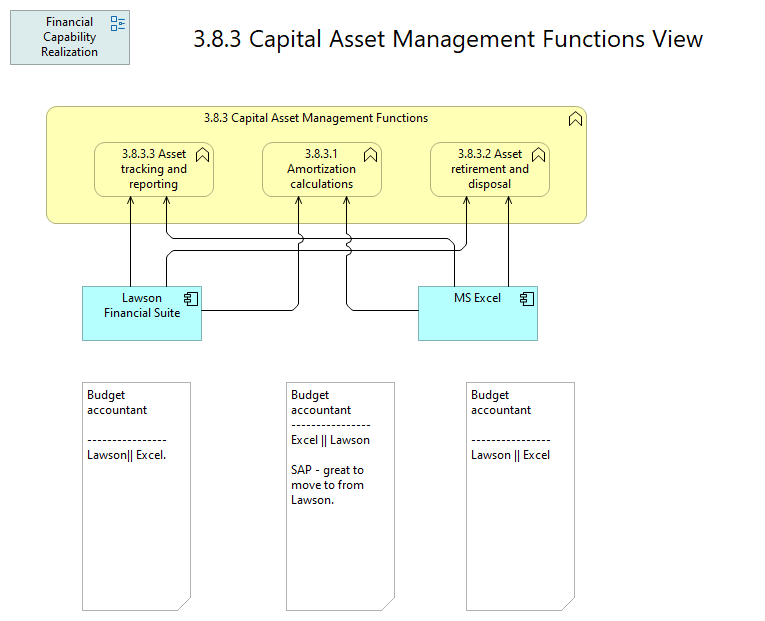 Financial
Capability
Realization
3.8.3 Capital Asset Management Functions View
3.8.3 Capital Asset Management Functions
3.8.3.3 Asset
tracking and
reporting
3.8.3.1
Amortization
calculations
3.8.3.2 Asset
retirement and
disposal
Lawson
Financial Suite
MS Excel
Budget
accountant
----------------
Lawson|| Excel.
Budget
accountant
----------------
Excel || Lawson
SAP - great to
move to from
Lawson.
Budget
accountant
----------------
Lawson || Excel